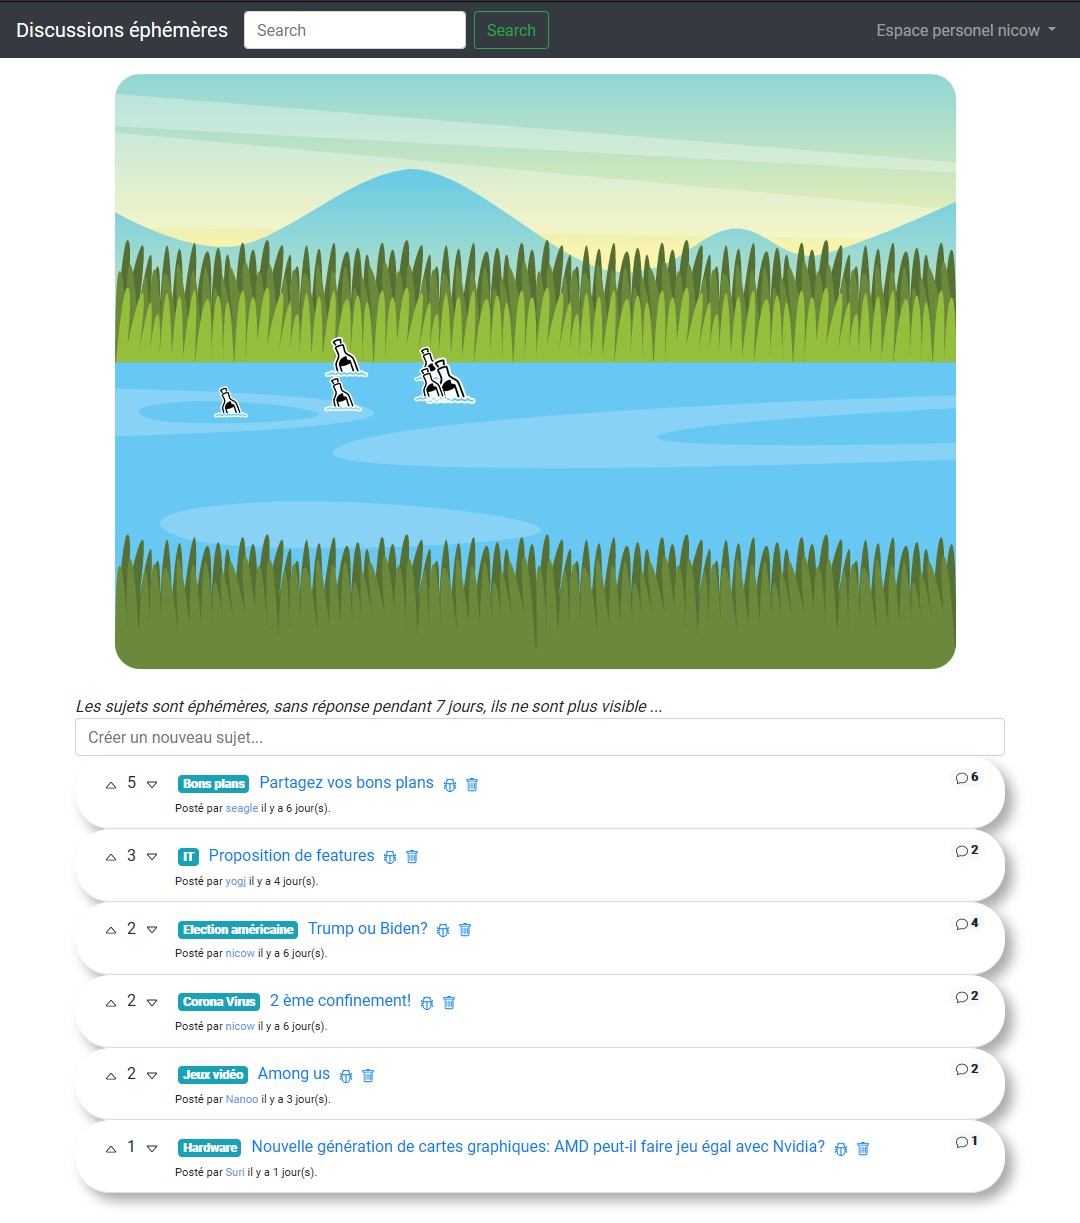 Discussions éphémères Search Search Espace personel nicow
Les sujets sont éphémères, sans réponse pendant 7 jours, ils ne sont plus visible ...
Créer un nouveau sujet...
5 Bons plans Partagez vos bons plans 6
Posté par seagle il y a 6 jour(s).
3 IT Proposition de features 2
Posté par yogj il y a 4 jour(s).
2 Election américaine Trump ou Biden? 4
Posté par nicow il y a 6 jour(s).
2 Corona Virus 2 ème confinement! 2
Posté par nicow il y a 6 jour(s).
2 Jeux vidéo Among us 2
Posté par Nanoo il y a 3 jour(s).
1 Hardware Nouvelle génération de cartes graphiques: AMD peut-il faire jeu égal avec Nvidia? 1
Posté par Suri il y a 1 jour(s).